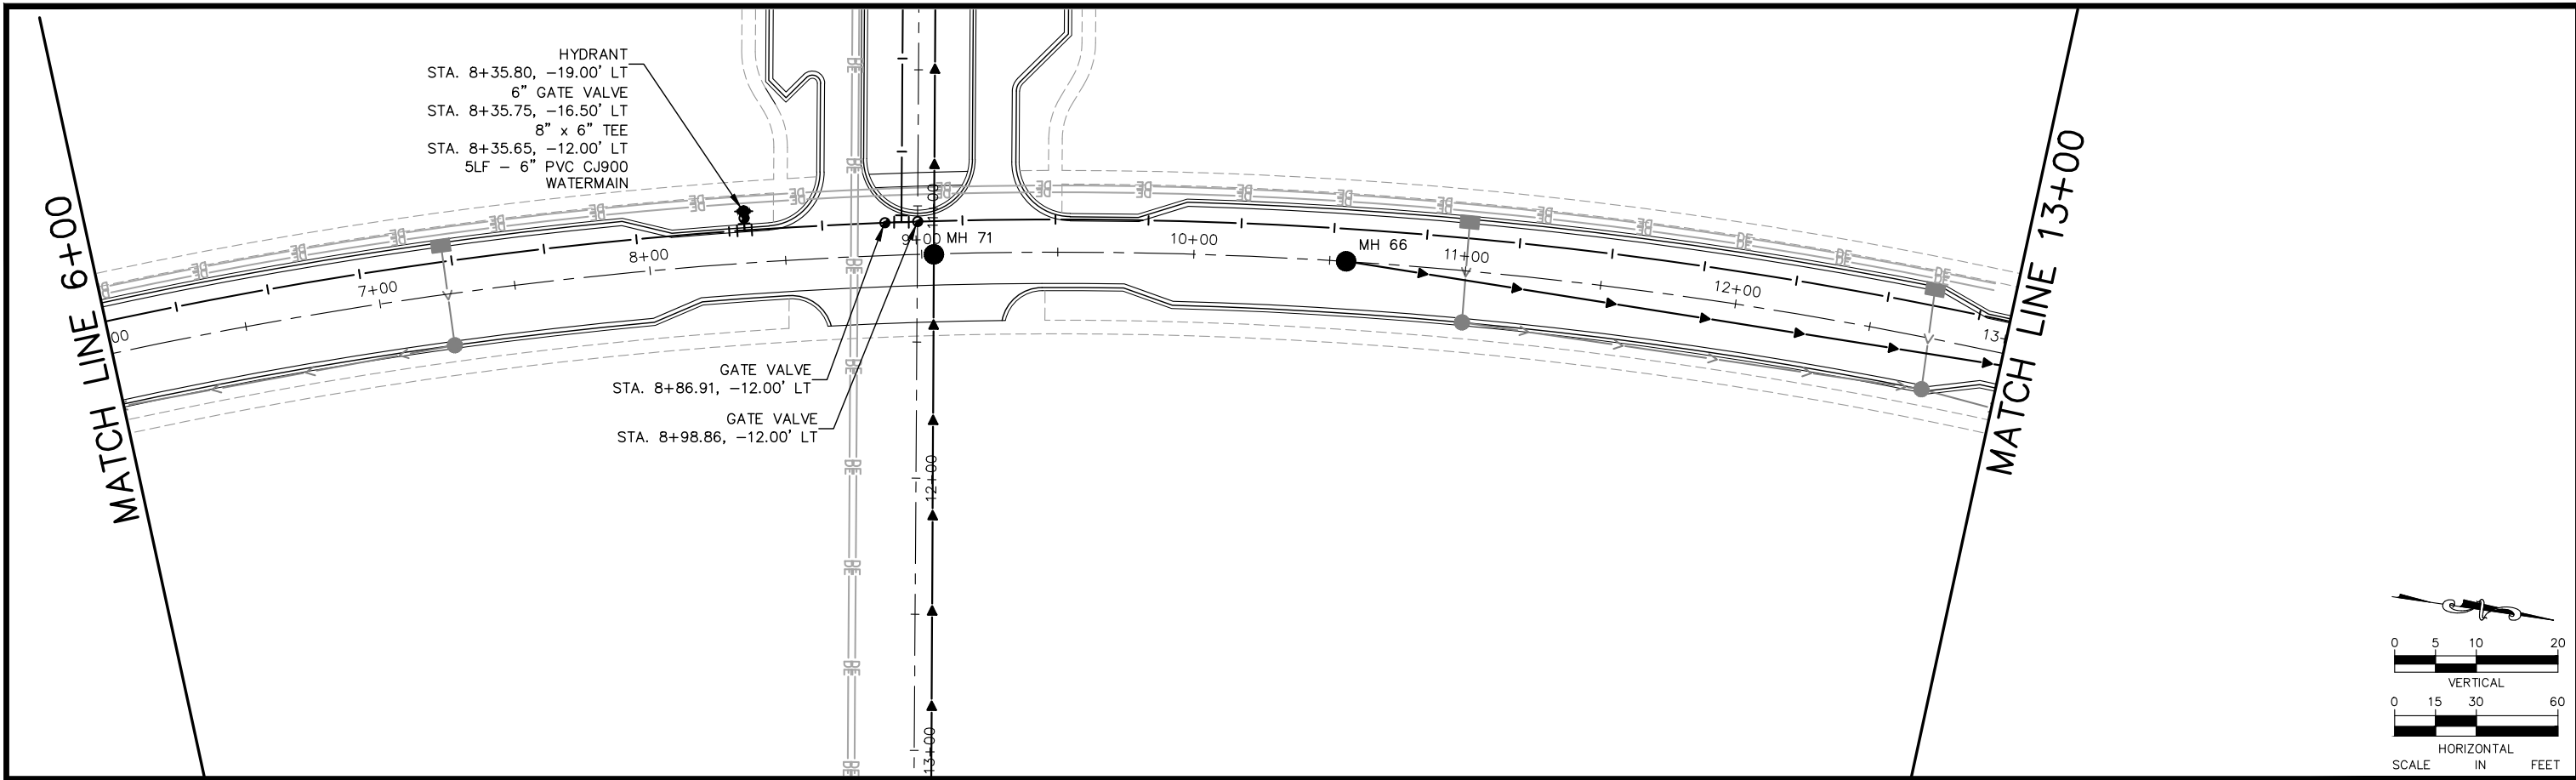 HYDRANT
STA. 8+35.80, -19.00' LT
6" GATE VALVE
STA. 8+35.75, -16.50' LT
8" x 6" TEE
STA. 8+35.65, -12.00' LT
5LF - 6" PVC CJ900
WATERMAIN
MATCH LINE 6+00
00
7+00
8+00
9+00
MH 71
10+00
MH 66
11+00
12+00
13
MATCH LINE 13+00
GATE VALVE
STA. 8+86.91, -12.00' LT
GATE VALVE
STA. 8+98.86, -12.00' LT
12+00
13+00
BE
0 5 10 20
VERTICAL
0 15 30 60
HORIZONTAL
SCALE IN FEET